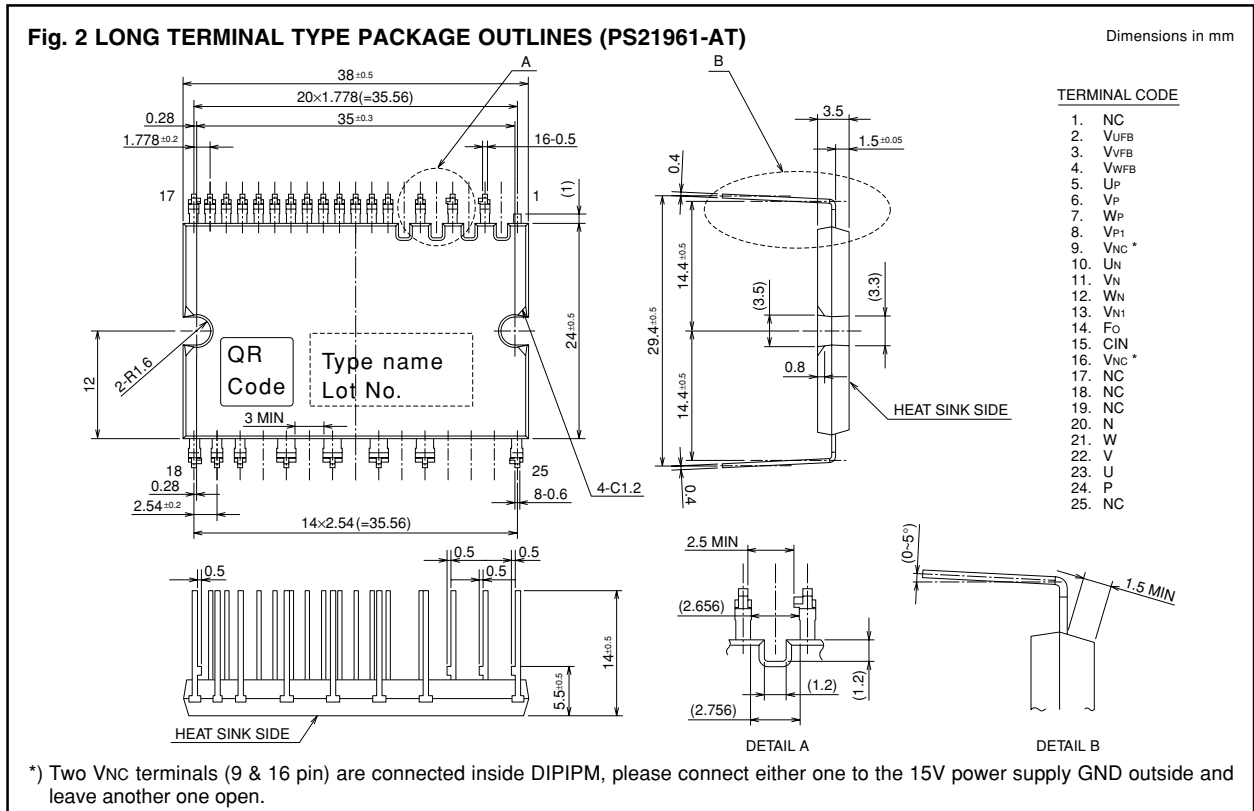 Fig. 2 LONG TERMINAL TYPE PACKAGE OUTLINES (PS21961-AT)
Dimensions in mm
A
B
38±0.5
20×1.778(=35.56)
0.28
35±0.3
1.778±0.2
16-0.5
17
1
(1)
24±0.5
12
2-R1.6
QR
Code
Type name
Lot No.
3 MIN
18
25
0.28
2.54±0.2
8-0.6
4-C1.2
14×2.54(=35.56)
3.5
1.5±0.05
0.4
29.4±0.5
14.4±0.5
14.4±0.5
(3.5)
(3.3)
0.8
HEAT SINK SIDE
0.4
TERMINAL CODE
1. NC
2. VUFB
3. VVFB
4. VWFB
5. UP
6. VP
7. WP
8. VP1
9. VNC *
10. UN
11. VN
12. WN
13. VN1
14. FO
15. CIN
16. VNC *
17. NC
18. NC
19. NC
20. N
21. W
22. V
23. U
24. P
25. NC
0.5
0.5
0.5
0.5
14±0.5
5.5±0.5
HEAT SINK SIDE
2.5 MIN
(2.656)
(1.2)
(1.2)
(2.756)
DETAIL A
(0~5°)
1.5 MIN
DETAIL B
*) Two VNC terminals (9 & 16 pin) are connected inside DIPIPM, please connect either one to the 15V power supply GND outside and
leave another one open.